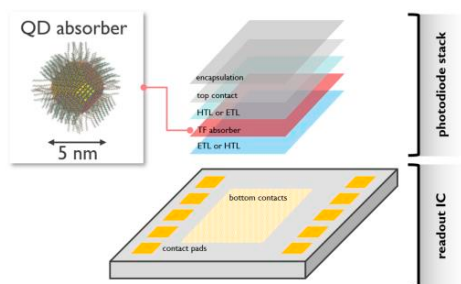 QD absorber
5 nm
encapsulation
top contact
HTL or ETL
TF absorber
ETL or HTL
photodiode stack
bottom contacts
contact pads
readout IC